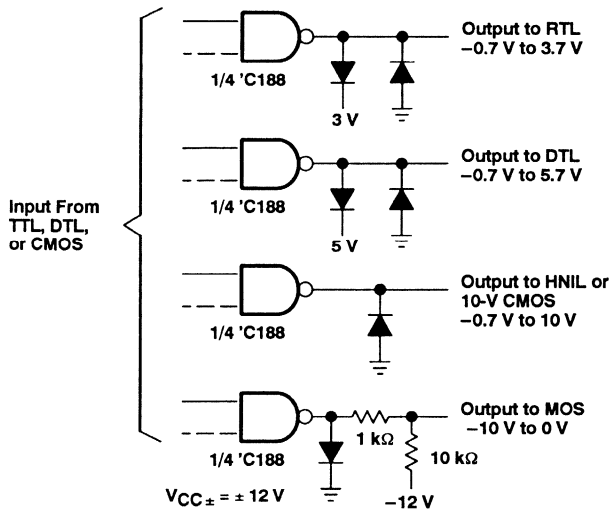 Input From
TTL, DTL,
or CMOS
1/4 'C188
3 V
Output to RTL
−0.7 V to 3.7 V
1/4 'C188
5 V
Output to DTL
−0.7 V to 5.7 V
1/4 'C188
Output to HNIL or
10-V CMOS
−0.7 V to 10 V
1/4 'C188
1 kΩ
10 kΩ
−12 V
Output to MOS
−10 V to 0 V
VCC ± = ± 12 V